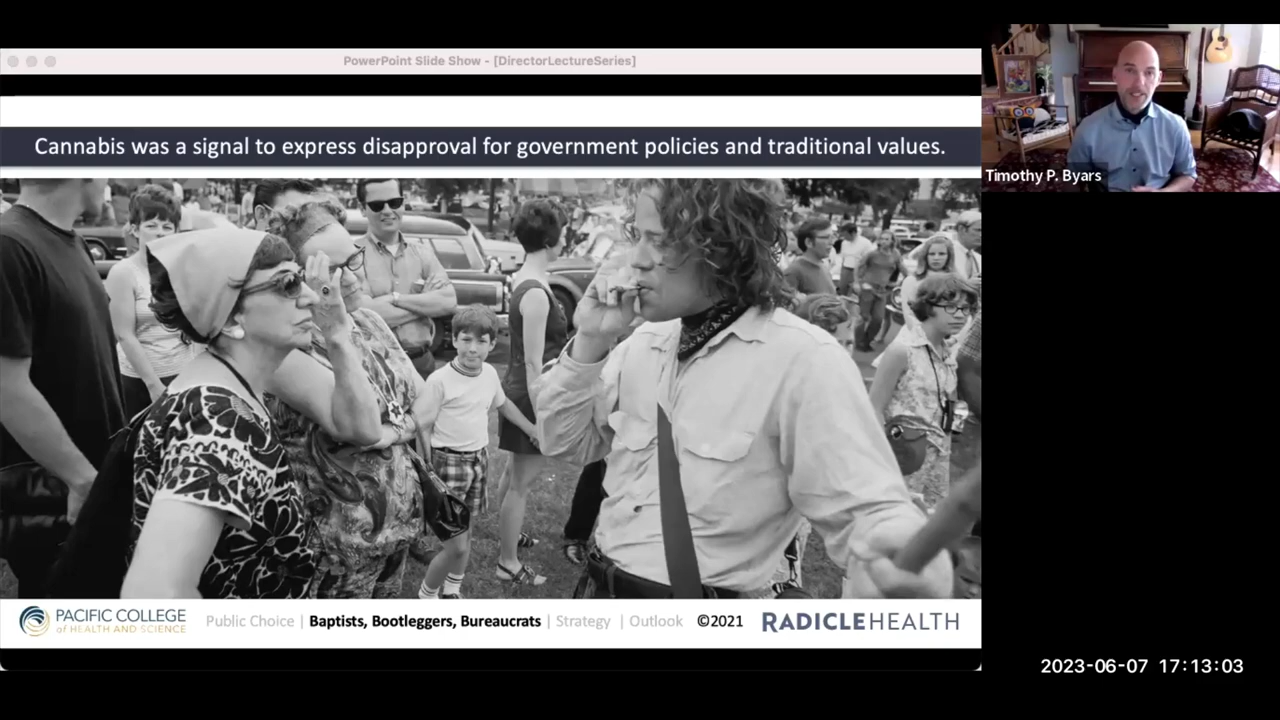 PowerPoint Slide Show - [DirectorLectureSeries]
Cannabis was a signal to express disapproval for government policies and traditional values.
Timothy P. Byars
PACIFIC COLLEGE
of HEALTH AND SCIENCE
Public Choice | Baptists, Bootleggers, Bureaucrats | Strategy | Outlook ©2021
RADICLEHEALTH
2023-06-07 17:13:03